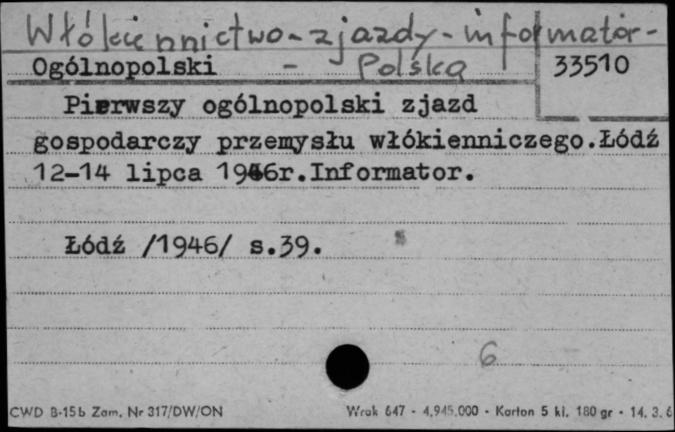 Włókiennictwo - zjazdy - informator -
Ogólnopolski - Polska 33510
Pierwszy ogólnopolski zjazd
gospodarczy przemysłu włókienniczego.Łódź
12-14 lipca 1946r.Informator.
Łódź /1946/ s.39.
6
CWD B-15b Zam. Nr 317/DW/ON Wrak 647 - 4.945.000 - Karton 5 kl. 180 gr - 14. 3. 6